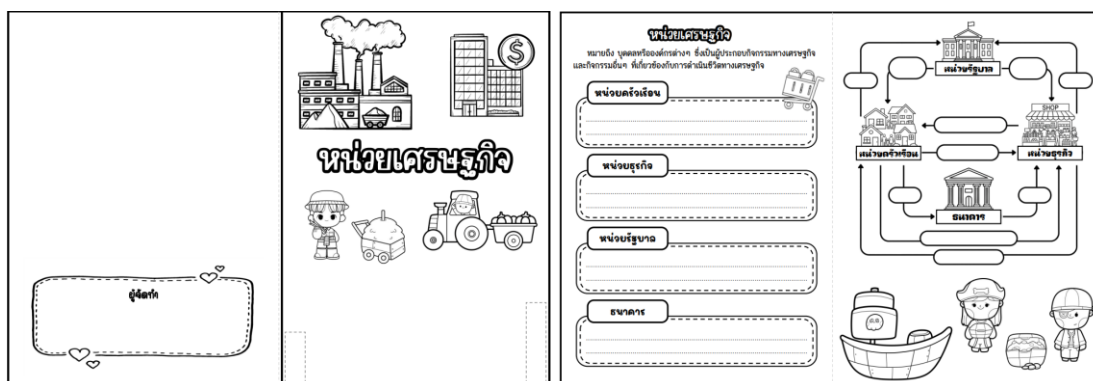 $
หน่วยเศรษฐกิจ
ผู้จัดทำ
หน่วยเศรษฐกิจ
หมายถึง บุคคลหรือองค์กรต่างๆ ซึ่งเป็นผู้ประกอบกิจกรรมทางเศรษฐกิจ
และกิจกรรมอื่นๆ ที่เกี่ยวข้องกับการดำเนินชีวิตทางเศรษฐกิจ
หน่วยครัวเรือน
หน่วยธุรกิจ
หน่วยรัฐบาล
ธนาคาร
หน่วยรัฐบาล
SHOP
หน่วยครัวเรือน
หน่วยธุรกิจ
ธนาคาร